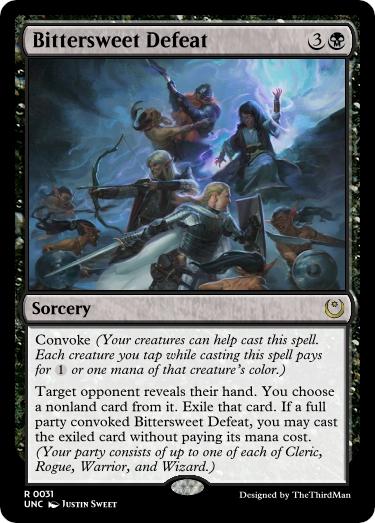 Bittersweet Defeat 3
Sorcery
Convoke (Your creatures can help cast this spell.
Each creature you tap while casting this spell pays
for 1 or one mana of that creature's color.)
Target opponent reveals their hand. You choose
a nonland card from it. Exile that card. If a full
party convoked Bittersweet Defeat, you may cast
the exiled card without paying its mana cost.
(Your party consists of up to one of each of Cleric,
Rogue, Warrior, and Wizard.)
R 0031
UNC Justin Sweet
Designed by TheThirdMan